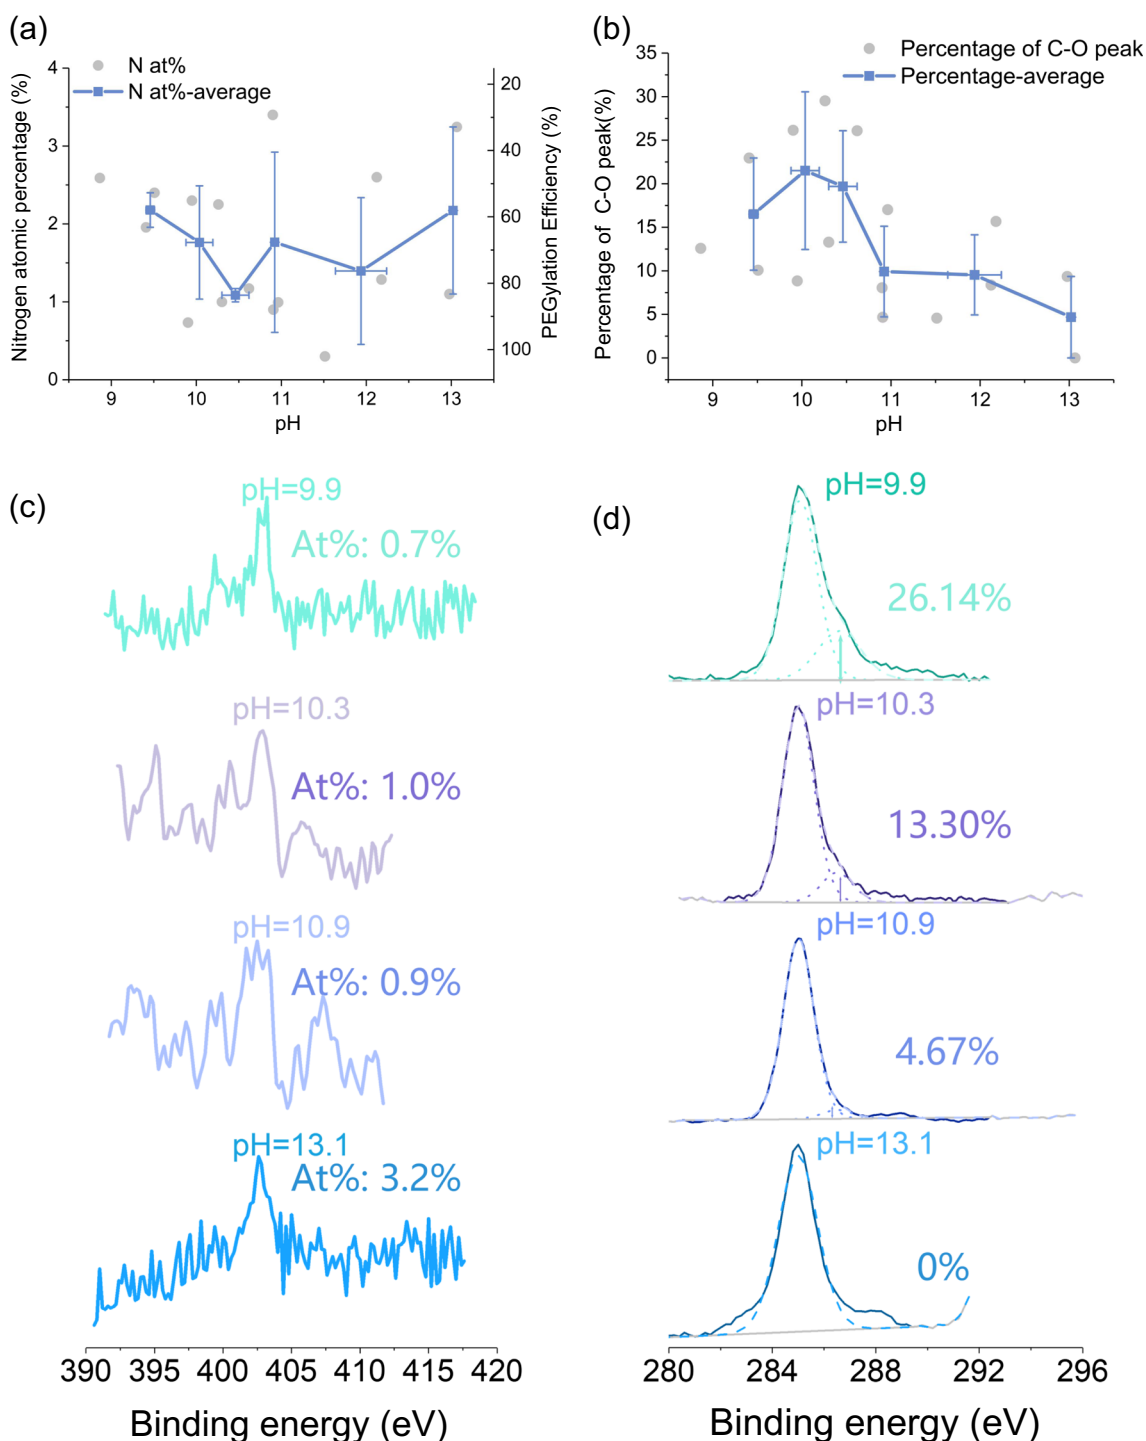 (a)
N at%
N at%-average
Nitrogen atomic percentage (%)
4
3
2
1
0
9 10 11 12 13
pH
20
40
60
80
100
PEGylation Efficiency (%)
(b)
Percentage of C-O peak
Percentage-average
Percentage of C-O peak(%)
35
30
25
20
15
10
5
0
9 10 11 12 13
pH
(c)
pH=9.9
At%: 0.7%
pH=10.3
At%: 1.0%
pH=10.9
At%: 0.9%
pH=13.1
At%: 3.2%
390 395 400 405 410 415 420
Binding energy (eV)
(d)
pH=9.9
26.14%
pH=10.3
13.30%
pH=10.9
4.67%
pH=13.1
0%
280 284 288 292 296
Binding energy (eV)